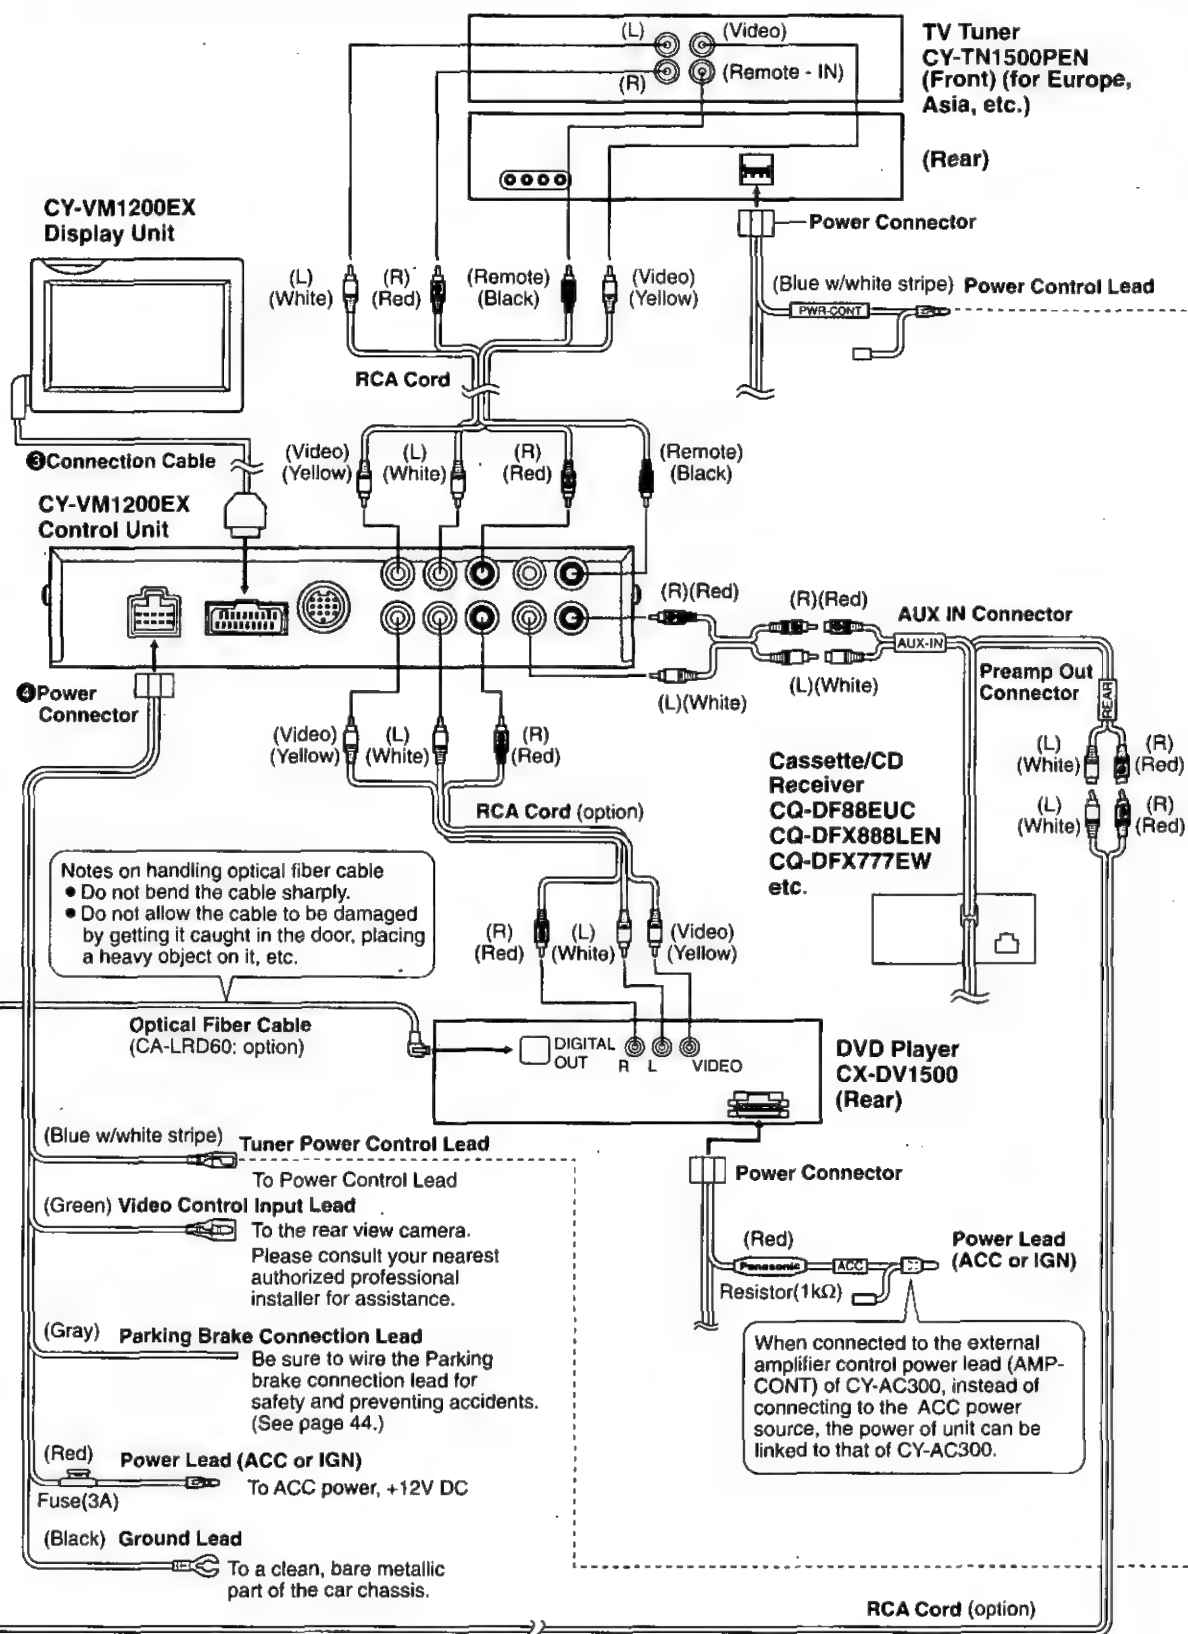 (L)
(Video)
(R)
(Remote - IN)
TV Tuner
CY-TN1500PEN
(Front) (for Europe,
Asia, etc.)
(Rear)
Power Connector
CY-VM1200EX
Display Unit
(L)
(White)
(R)
(Red)
(Remote)
(Black)
(Video)
(Yellow)
(Blue w/white stripe) Power Control Lead
PWR-CONT
RCA Cord
❸Connection Cable
(Video)
(Yellow)
(L)
(White)
(R)
(Red)
(Remote)
(Black)
CY-VM1200EX
Control Unit
(R)(Red)
(R)(Red)
AUX IN Connector
AUX-IN
(L)(White)
(L)(White)
Preamp Out
Connector
REAR
❹Power
Connector
(Video)
(Yellow)
(L)
(White)
(R)
(Red)
(L)
(White)
(R)
(Red)
(L)
(White)
(R)
(Red)
Cassette/CD
Receiver
CQ-DF88EUC
CQ-DFX888LEN
CQ-DFX777EW
etc.
RCA Cord (option)
Notes on handling optical fiber cable
● Do not bend the cable sharply.
● Do not allow the cable to be damaged
by getting it caught in the door, placing
a heavy object on it, etc.
(R)
(Red)
(L)
(White)
(Video)
(Yellow)
Optical Fiber Cable
(CA-LRD60: option)
DIGITAL
OUT
R
L
VIDEO
DVD Player
CX-DV1500
(Rear)
(Blue w/white stripe) Tuner Power Control Lead
To Power Control Lead
Power Connector
(Green) Video Control Input Lead
To the rear view camera.
Please consult your nearest
authorized professional
installer for assistance.
(Red)
Panasonic
ACC
Resistor(1kΩ)
Power Lead
(ACC or IGN)
(Gray) Parking Brake Connection Lead
Be sure to wire the Parking
brake connection lead for
safety and preventing accidents.
(See page 44.)
When connected to the external
amplifier control power lead (AMP-
CONT) of CY-AC300, instead of
connecting to the ACC power
source, the power of unit can be
linked to that of CY-AC300.
(Red) Power Lead (ACC or IGN)
To ACC power, +12V DC
Fuse(3A)
(Black) Ground Lead
To a clean, bare metallic
part of the car chassis.
RCA Cord (option)